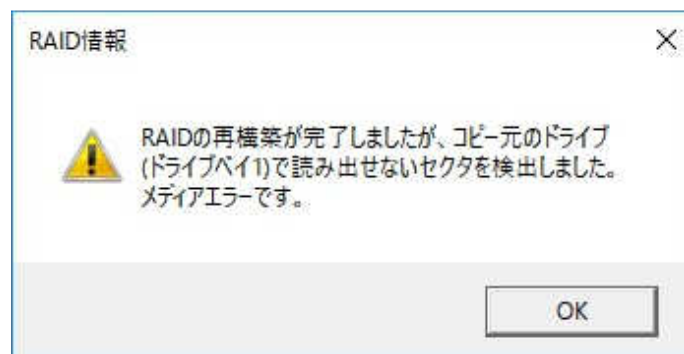 RAID情報
RAIDの再構築が完了しましたが、コピー元のドライブ
(ドライブベイ1)で読み出せないセクタを検出しました。
メディアエラーです。
OK